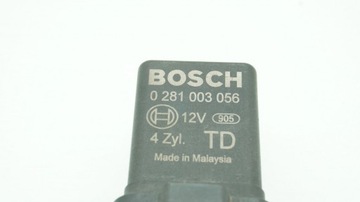 BOSCH
0 281 003 056
12V 905
4 Zyl. TD
Made in Malaysia